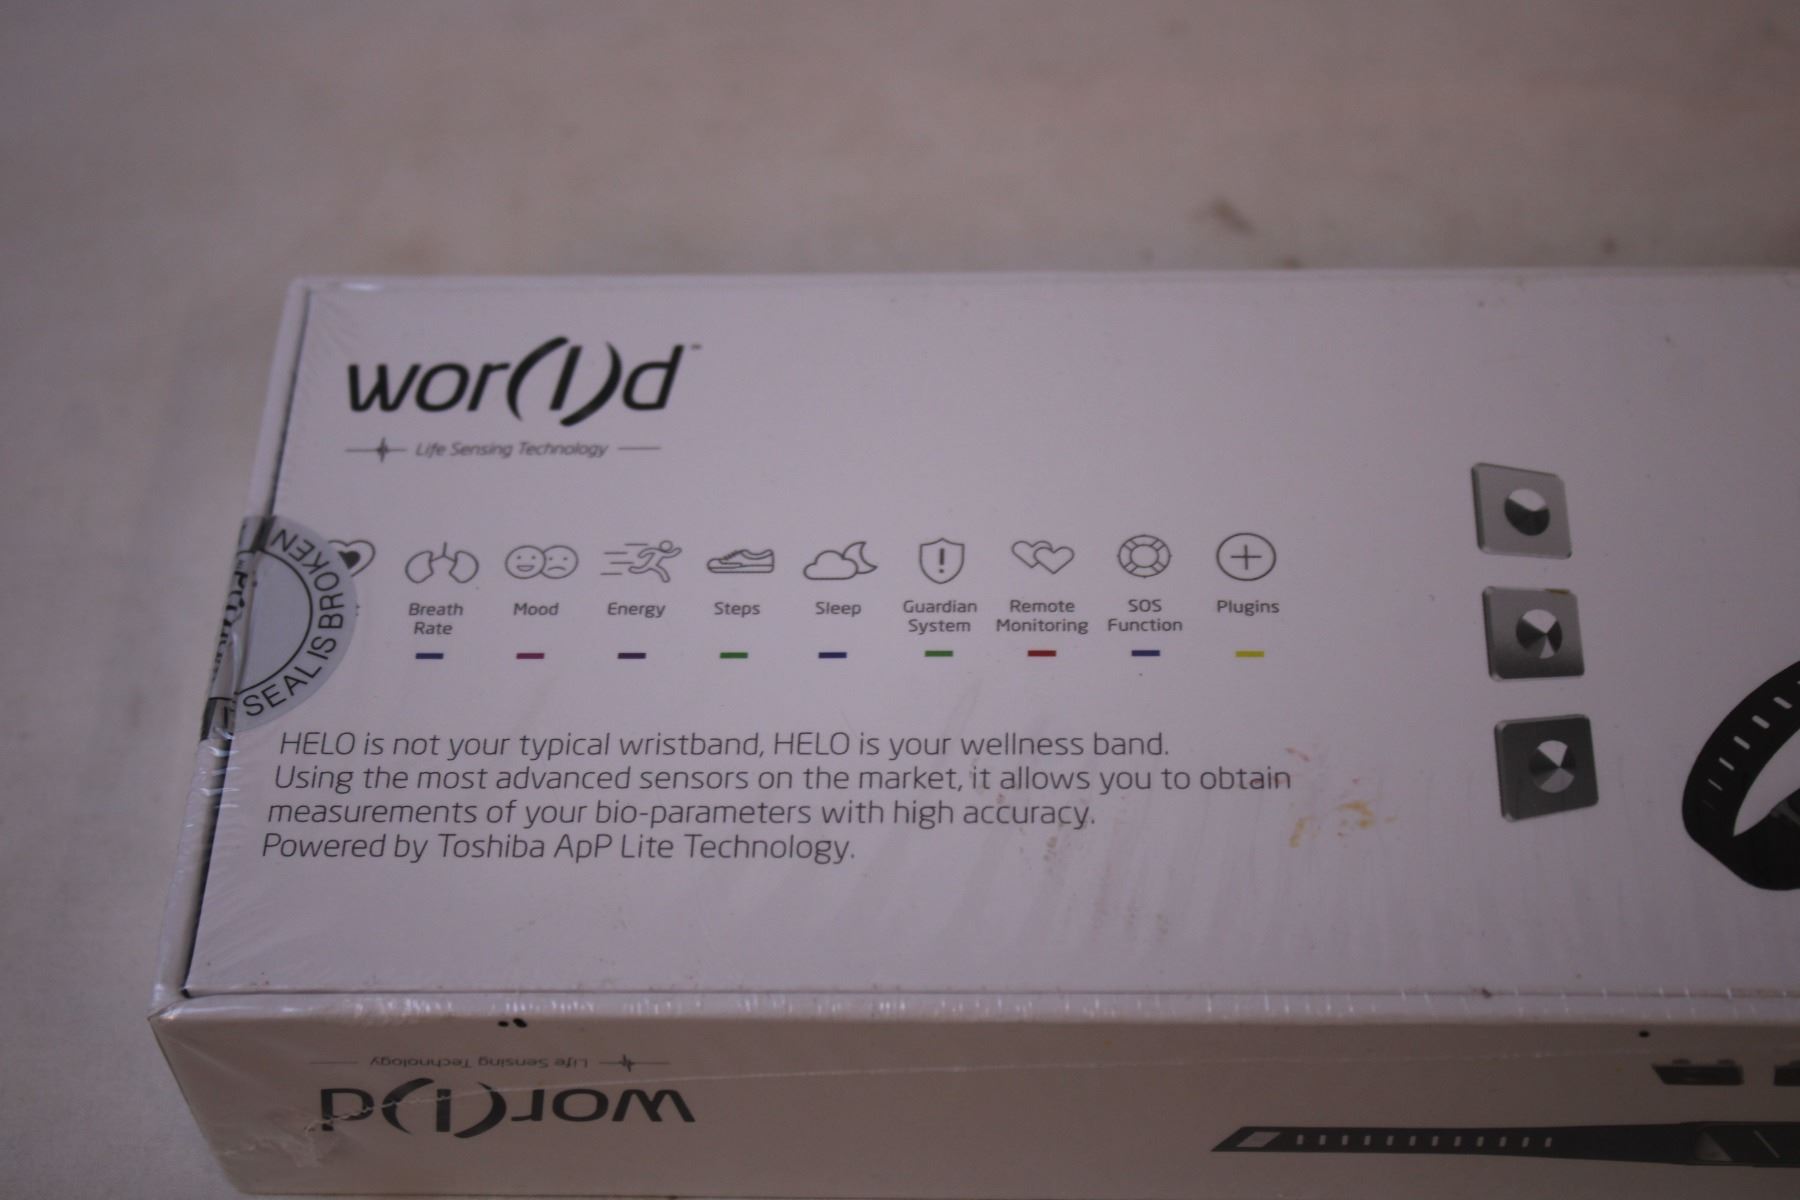 wor(l)d™
Life Sensing Technology
Breath Rate
Mood
Energy
Steps
Sleep
Guardian System
Remote Monitoring
SOS Function
Plugins
SEAL IS BROKEN
HELO is not your typical wristband, HELO is your wellness band.
Using the most advanced sensors on the market, it allows you to obtain
measurements of your bio-parameters with high accuracy.
Powered by Toshiba ApP Lite Technology.
Life Sensing Technology
wor(l)d